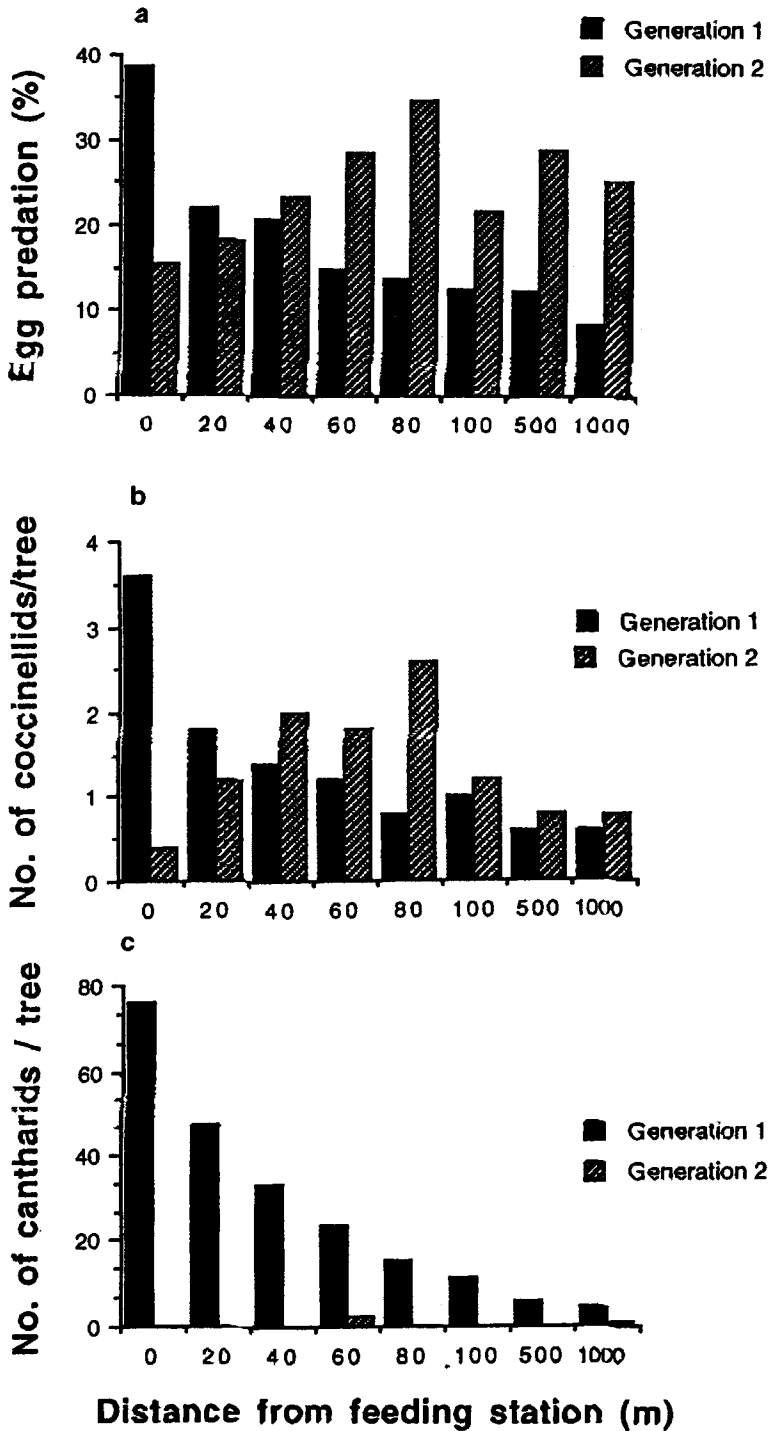 a
Generation 1
Generation 2
Egg predation (%)
40
30
20
10
0
0 20 40 60 80 100 500 1000
b
Generation 1
Generation 2
No. of coccinellids/tree
4
3
2
1
0
0 20 40 60 80 100 500 1000
c
Generation 1
Generation 2
No. of cantharids / tree
80
60
40
20
0
0 20 40 60 80 100 500 1000
Distance from feeding station (m)